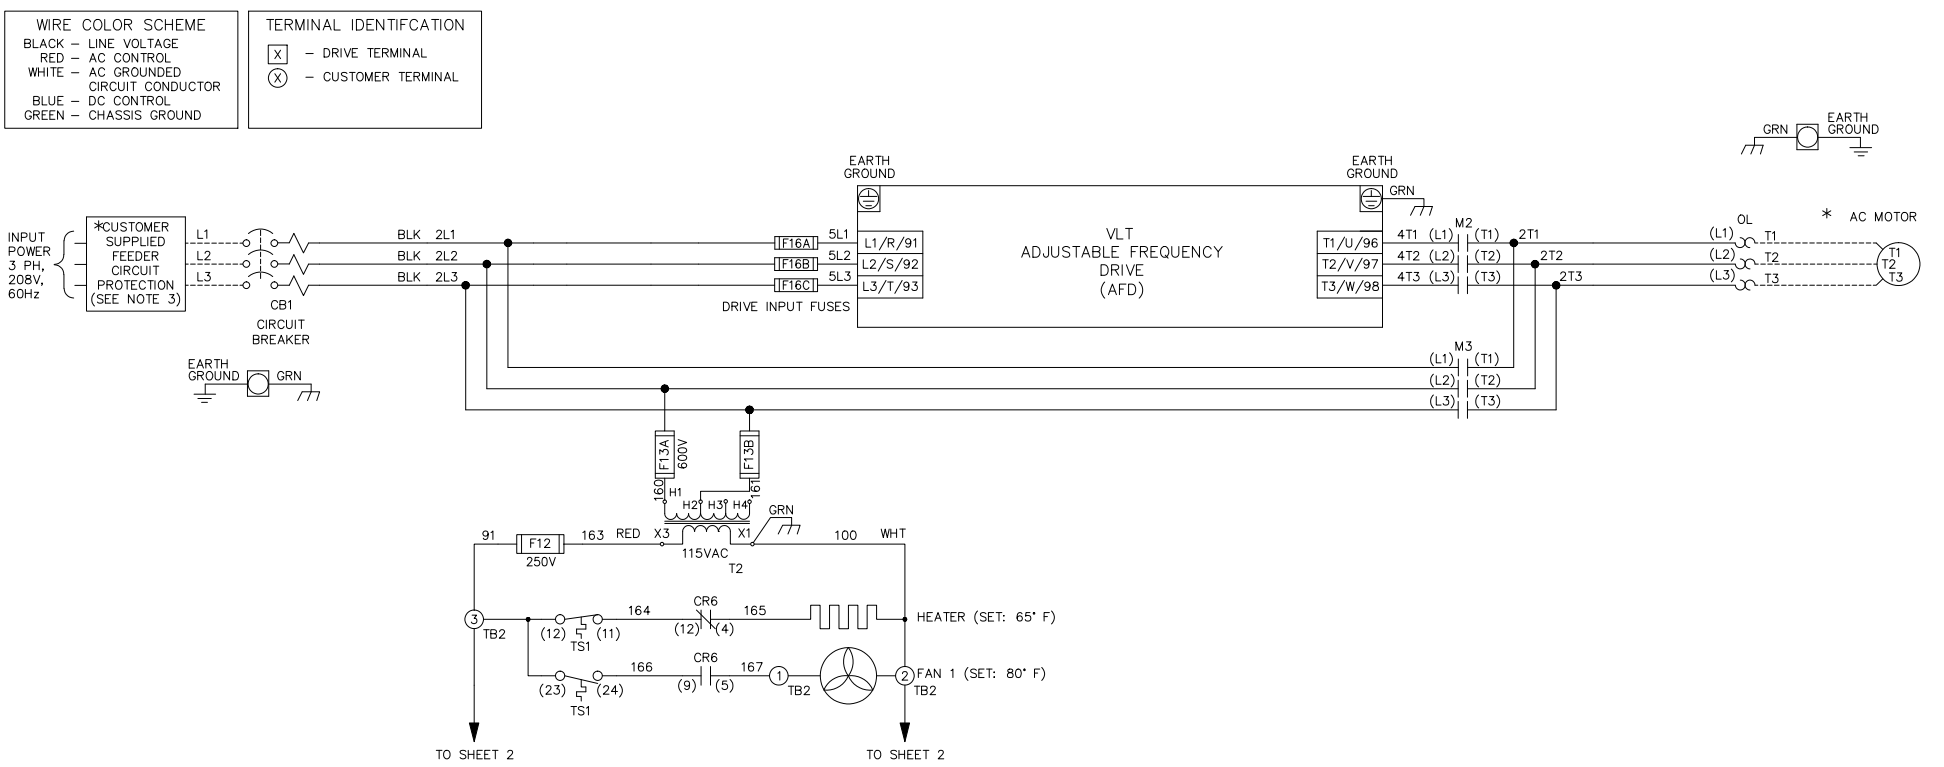 WIRE COLOR SCHEME
BLACK – LINE VOLTAGE
RED – AC CONTROL
WHITE – AC GROUNDED
CIRCUIT CONDUCTOR
BLUE – DC CONTROL
GREEN – CHASSIS GROUND
TERMINAL IDENTIFCATION
X – DRIVE TERMINAL
X – CUSTOMER TERMINAL
GRN
EARTH
GROUND
INPUT
POWER
3 PH,
208V,
60Hz
*CUSTOMER
SUPPLIED
FEEDER
CIRCUIT
PROTECTION
(SEE NOTE 3)
L1
L2
L3
CB1
CIRCUIT
BREAKER
BLK 2L1
BLK 2L2
BLK 2L3
F16A
F16B
F16C
DRIVE INPUT FUSES
5L1
5L2
5L3
EARTH
GROUND
L1/R/91
L2/S/92
L3/T/93
VLT
ADJUSTABLE FREQUENCY
DRIVE
(AFD)
EARTH
GROUND
GRN
T1/U/96
T2/V/97
T3/W/98
M2
4T1 (L1) (T1) 2T1
4T2 (L2) (T2) 2T2
4T3 (L3) (T3) 2T3
OL
(L1) T1
(L2) T2
(L3) T3
* AC MOTOR
T1
T2
T3
EARTH
GROUND
GRN
M3
(L1) (T1)
(L2) (T2)
(L3) (T3)
F13A
600V
F13B
160
161
H1
H2
H3
H4
GRN
91
F12
250V
163
RED
X3
X1
115VAC
T2
100
WHT
3
TB2
(12)
(11)
TS1
164
CR6
(12)
(4)
165
HEATER (SET: 65° F)
(23)
(24)
TS1
166
CR6
(9)
(5)
167
1
TB2
2
TB2
FAN 1 (SET: 80° F)
TO SHEET 2
TO SHEET 2